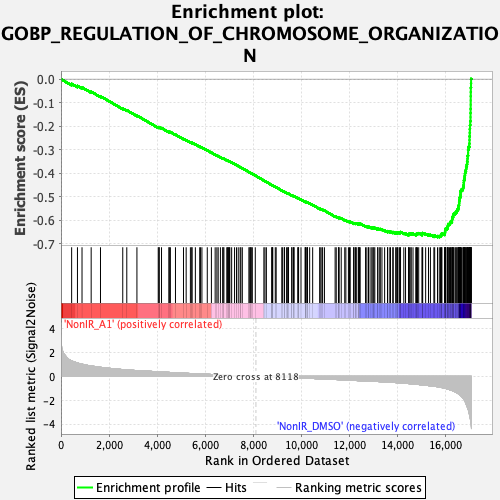 Enrichment plot:
GOBP_REGULATION_OF_CHROMOSOME_ORGANIZATIO
N
Enrichment score (ES)
0.0
-0.1
-0.2
-0.3
-0.4
-0.5
-0.6
-0.7
Ranked list metric (Signal2Noise)
'NonIR_A1' (positively correlated)
4
2
0
-2
-4
Zero cross at 8118
'NonIR_DMSO' (negatively correlated)
0
2,000
4,000
6,000
8,000
10,000
12,000
14,000
16,000
Rank in Ordered Dataset
Enrichment profile
Hits
Ranking metric scores